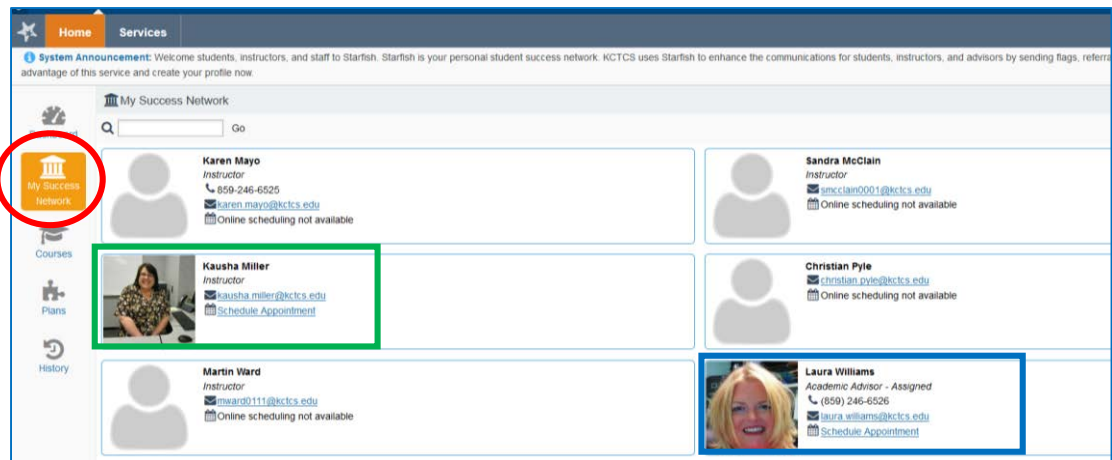 Home Services
System Announcement: Welcome students, instructors, and staff to Starfish. Starfish is your personal student success network. KCTCS uses Starfish to enhance the communications for students, instructors, and advisors by sending flags, referra
advantage of this service and create your profile now.
My Success Network
Go
My Success
Network
Courses
Plans
History
Karen Mayo
Instructor
859-246-6525
karen.mayo@kctcs.edu
Online scheduling not available
Sandra McClain
Instructor
smcclain0001@kctcs.edu
Online scheduling not available
Kausha Miller
Instructor
kausha.miller@kctcs.edu
Schedule Appointment
Christian Pyle
Instructor
christian.pyle@kctcs.edu
Online scheduling not available
Martin Ward
Instructor
mward0111@kctcs.edu
Online scheduling not available
Laura Williams
Academic Advisor - Assigned
(859) 246-6526
laura.williams@kctcs.edu
Schedule Appointment